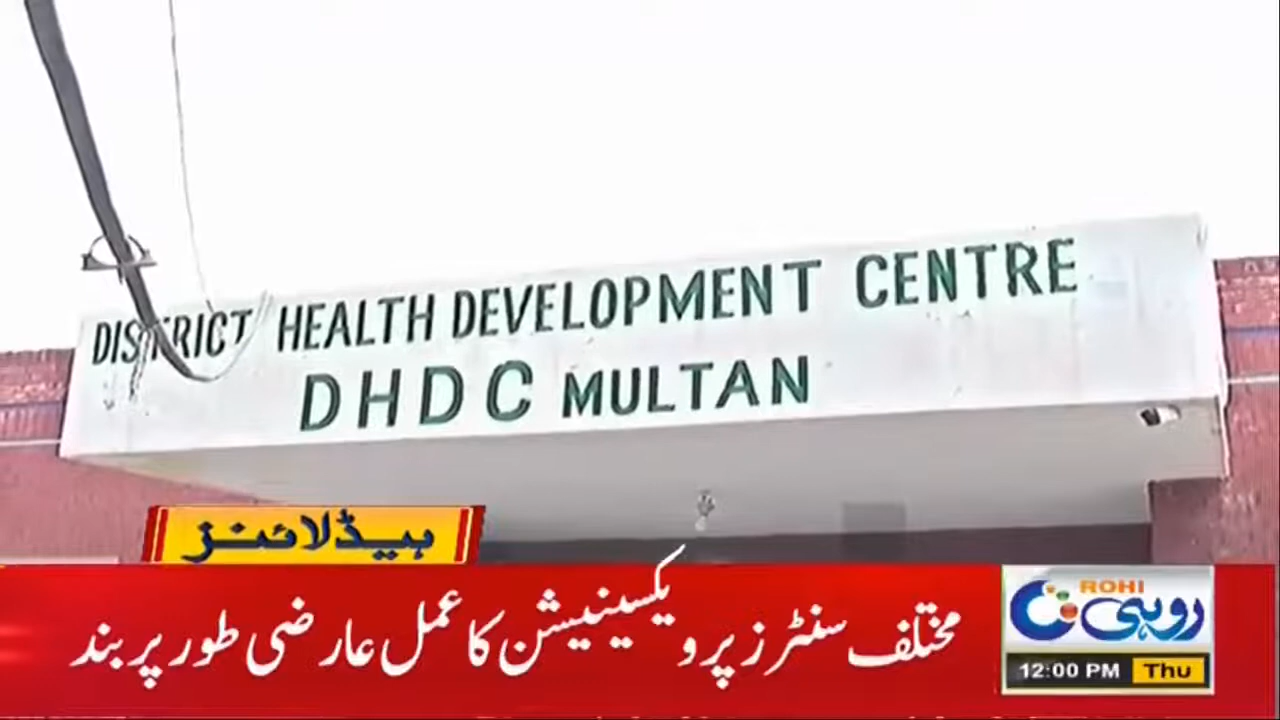 DISTRICT HEALTH DEVELOPMENT CENTRE
DHDC MULTAN
ہیڈلائنز
مختلف سنٹرز پر ویکسینیشن کا عمل عارضی طور پر بند
ROHI
روہی
12:00 PM Thu